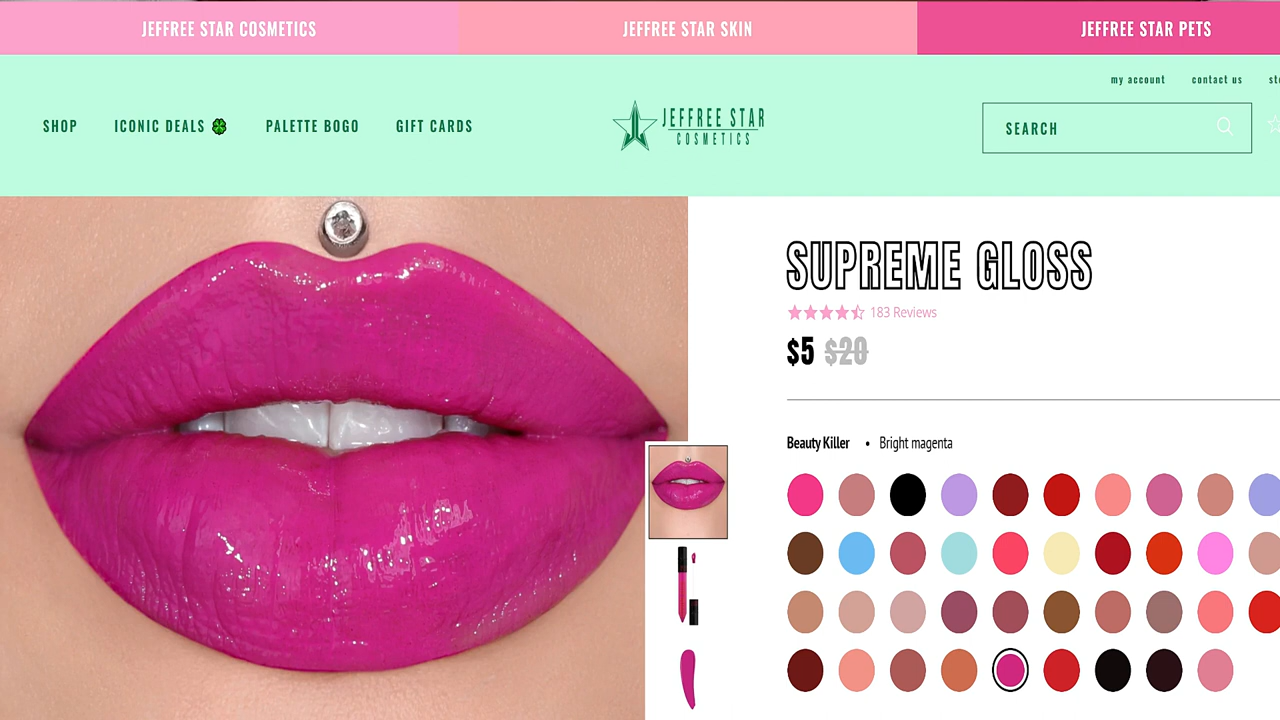 JEFFREE STAR COSMETICS
JEFFREE STAR SKIN
JEFFREE STAR PETS
my account
contact us
SHOP
ICONIC DEALS
PALETTE BOGO
GIFT CARDS
JEFFREE STAR
COSMETICS
SEARCH
SUPREME GLOSS
183 Reviews
$5 $20
Beauty Killer • Bright magenta